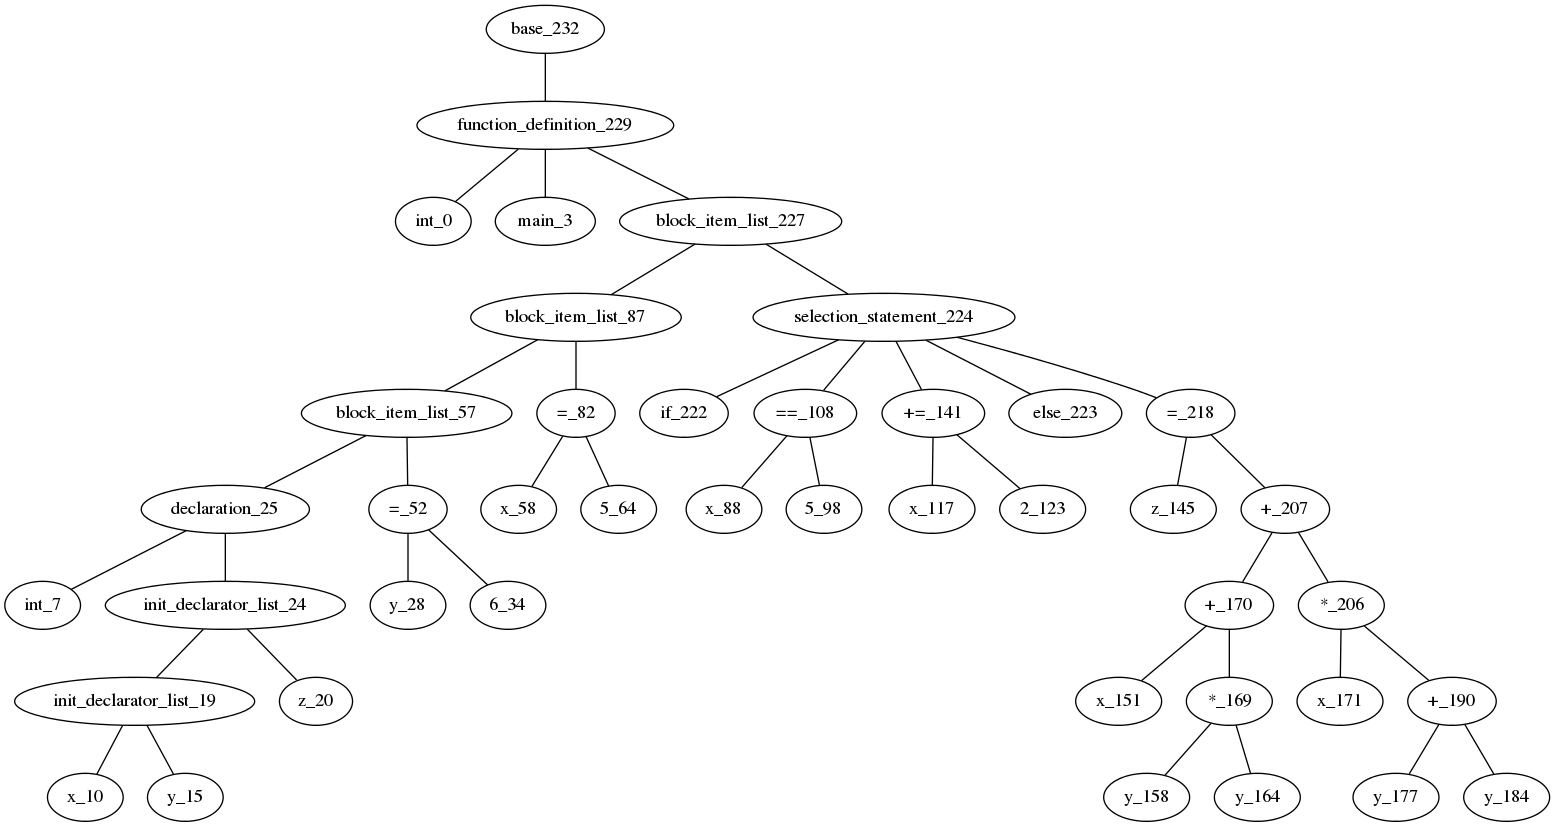 base_232
function_definition_229
int_0 main_3 block_item_list_227
block_item_list_87 selection_statement_224
block_item_list_57 =_82 if_222 ==_108 +=_141 else_223 =_218
declaration_25 =_52 x_58 5_64 x_88 5_98 x_117 2_123 z_145 +_207
int_7 init_declarator_list_24 y_28 6_34 +_170 *_206
init_declarator_list_19 z_20 x_151 *_169 x_171 +_190
x_10 y_15 y_158 y_164 y_177 y_184